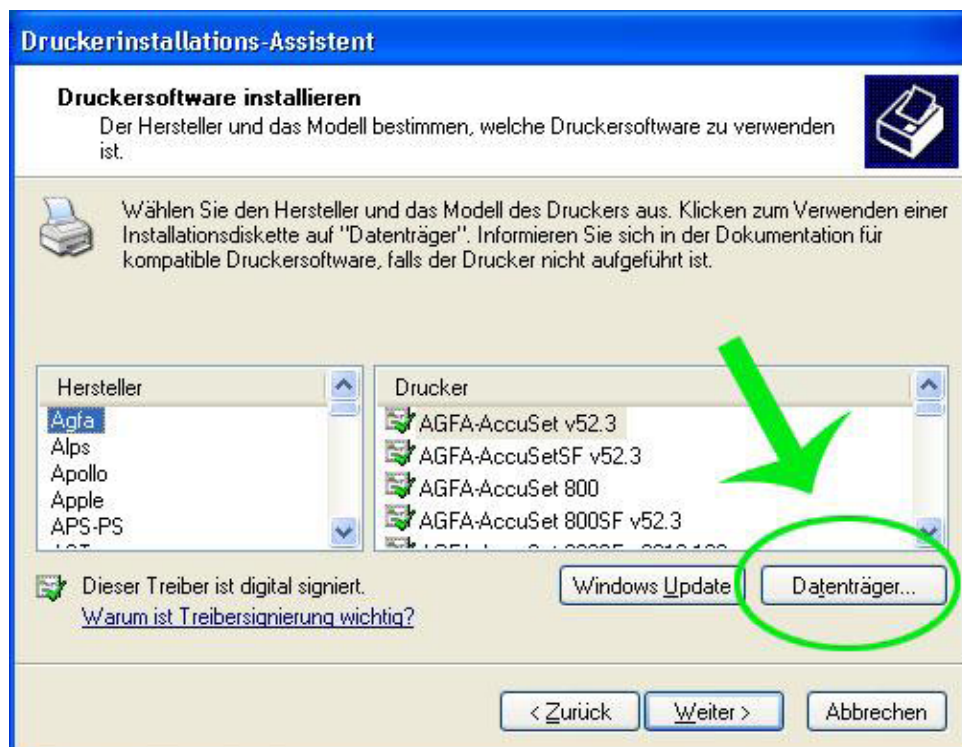 Druckerinstallations-Assistent
Druckersoftware installieren
Der Hersteller und das Modell bestimmen, welche Druckersoftware zu verwenden
ist.
Wählen Sie den Hersteller und das Modell des Druckers aus. Klicken zum Verwenden einer
Installationsdiskette auf "Datenträger". Informieren Sie sich in der Dokumentation für
kompatible Druckersoftware, falls der Drucker nicht aufgeführt ist.
Hersteller
Agfa
Alps
Apollo
Apple
APS-PS
Drucker
AGFA-AccuSet v52.3
AGFA-AccuSetSF v52.3
AGFA-AccuSet 800
AGFA-AccuSet 800SF v52.3
Dieser Treiber ist digital signiert.
Warum ist Treibersignierung wichtig?
Windows Update
Datenträger...
< Zurück
Weiter >
Abbrechen